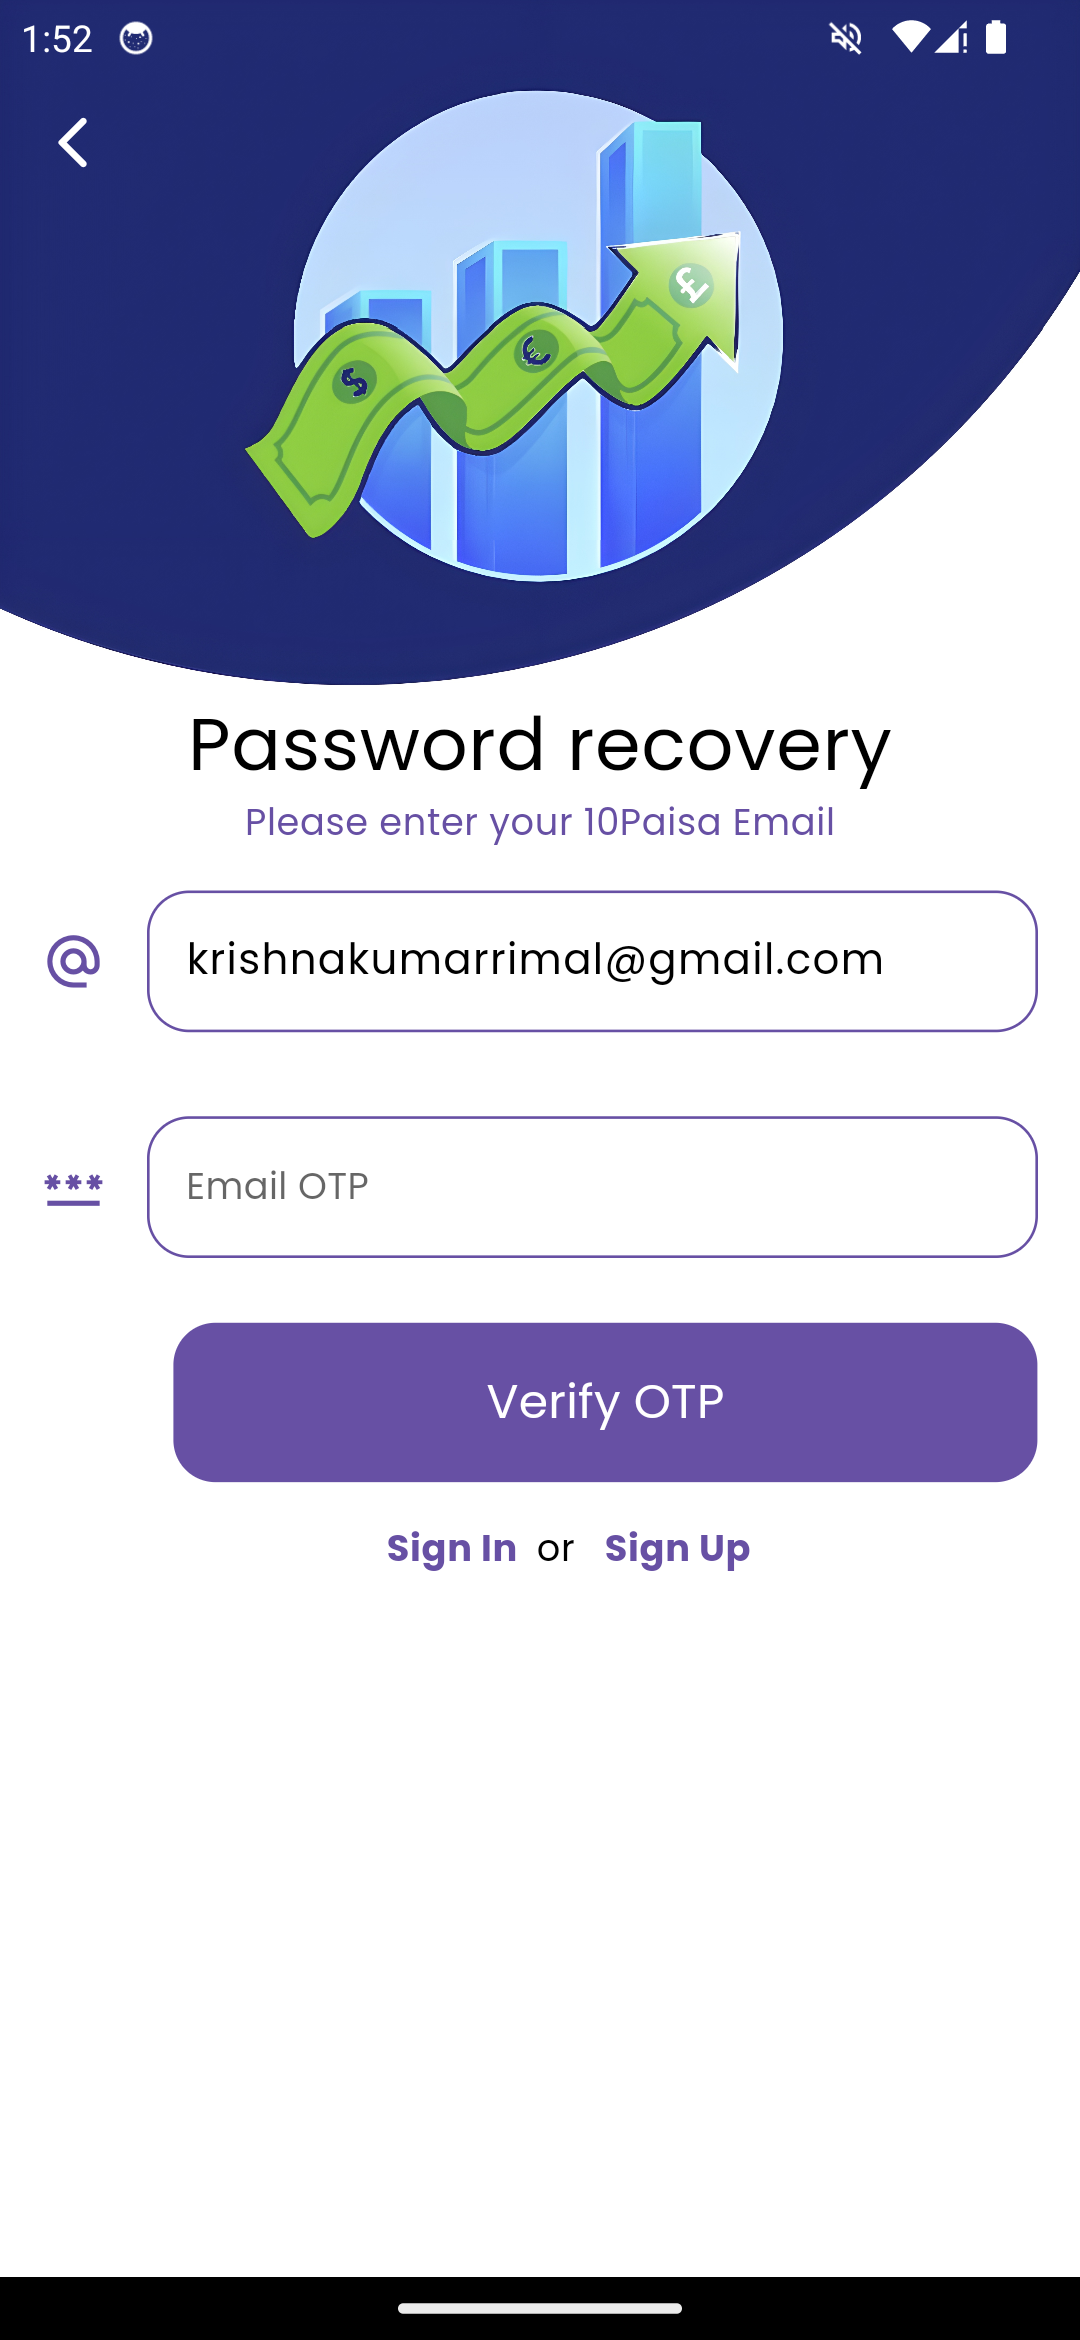 1:52
Password recovery
Please enter your 10Paisa Email
krishnakumarrimal@gmail.com
Email OTP
Verify OTP
Sign In or Sign Up